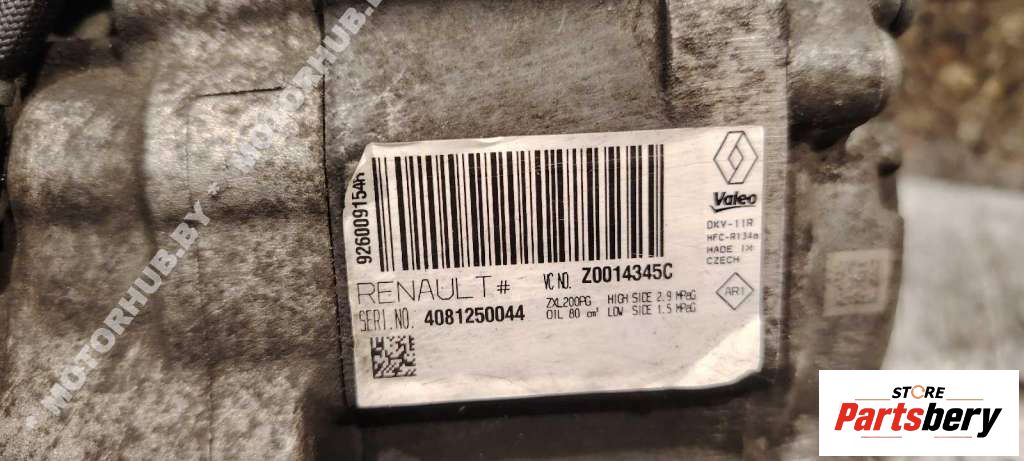 MOTORHUB.BY
MOTORHUB.BY
926009154R
Valeo
DKV-11R
HFC-R134a
MADE IN
CZECH
RENAULT#
VC NO. Z0014345C
SERI.NO. 4081250044
ZXL200PG HIGH SIDE 2.9 MPaG
OIL 80 cm³ LOW SIDE 1.5 MPaG
AR1
STORE
Partsbery